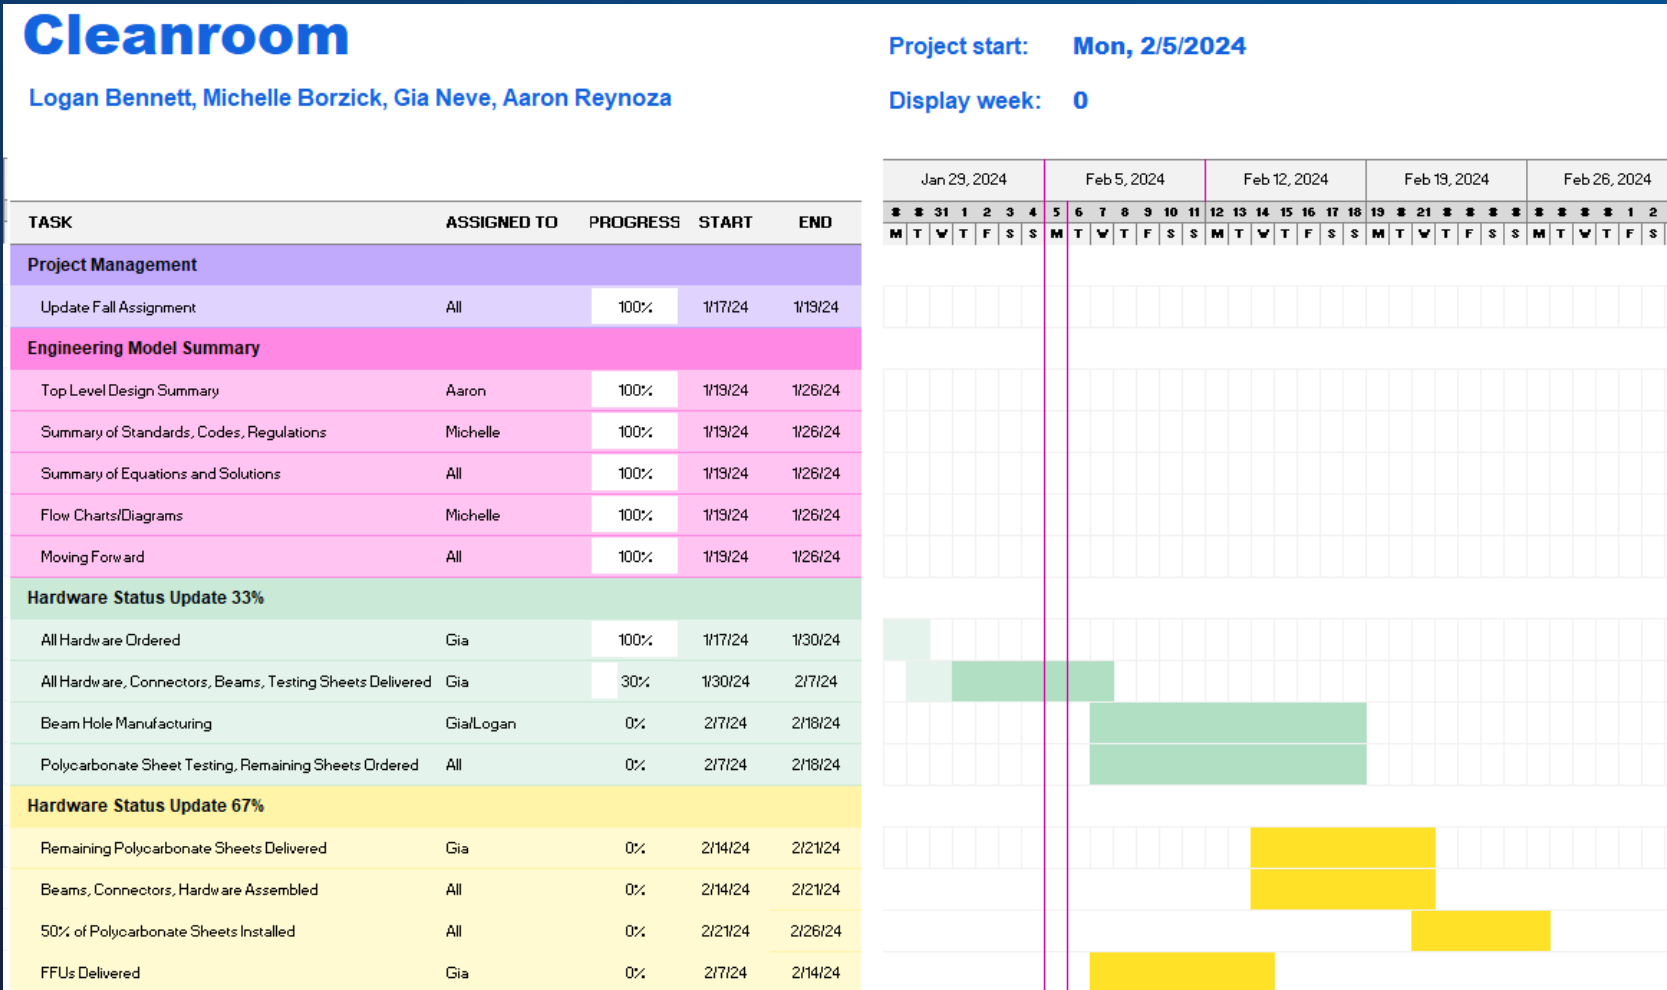 Cleanroom
Project start: Mon, 2/5/2024
Logan Bennett, Michelle Borzick, Gia Neve, Aaron Reynoza
Display week: 0
Jan 29, 2024 Feb 5, 2024 Feb 12, 2024 Feb 19, 2024 Feb 26, 2024
TASK ASSIGNED TO PROGRESS START END
# # 31 1 2 3 4 5 6 7 8 9 10 11 12 13 14 15 16 17 18 19 # 21 # # # # # # # # 1 2
M T W T F S S M T W T F S S M T W T F S S M T W T F S S M T W T F S
Project Management
Update Fall Assignment All 100% 1/17/24 1/19/24
Engineering Model Summary
Top Level Design Summary Aaron 100% 1/19/24 1/26/24
Summary of Standards, Codes, Regulations Michelle 100% 1/19/24 1/26/24
Summary of Equations and Solutions All 100% 1/19/24 1/26/24
Flow Charts/Diagrams Michelle 100% 1/19/24 1/26/24
Moving Forward All 100% 1/19/24 1/26/24
Hardware Status Update 33%
All Hardware Ordered Gia 100% 1/17/24 1/30/24
All Hardware, Connectors, Beams, Testing Sheets Delivered Gia 30% 1/30/24 2/7/24
Beam Hole Manufacturing Gia/Logan 0% 2/7/24 2/18/24
Polycarbonate Sheet Testing, Remaining Sheets Ordered All 0% 2/7/24 2/18/24
Hardware Status Update 67%
Remaining Polycarbonate Sheets Delivered Gia 0% 2/14/24 2/21/24
Beams, Connectors, Hardware Assembled All 0% 2/14/24 2/21/24
50% of Polycarbonate Sheets Installed All 0% 2/21/24 2/26/24
FFUs Delivered Gia 0% 2/7/24 2/14/24